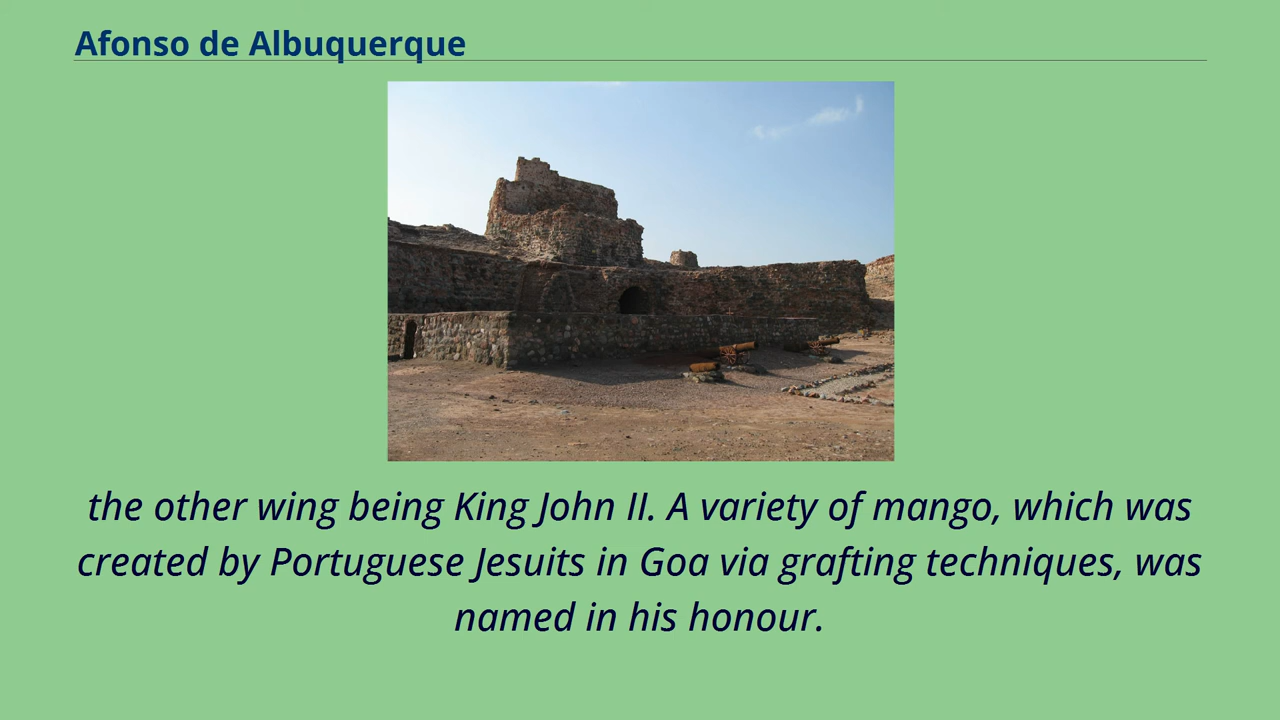 Afonso de Albuquerque
the other wing being King John II. A variety of mango, which was
created by Portuguese Jesuits in Goa via grafting techniques, was
named in his honour.